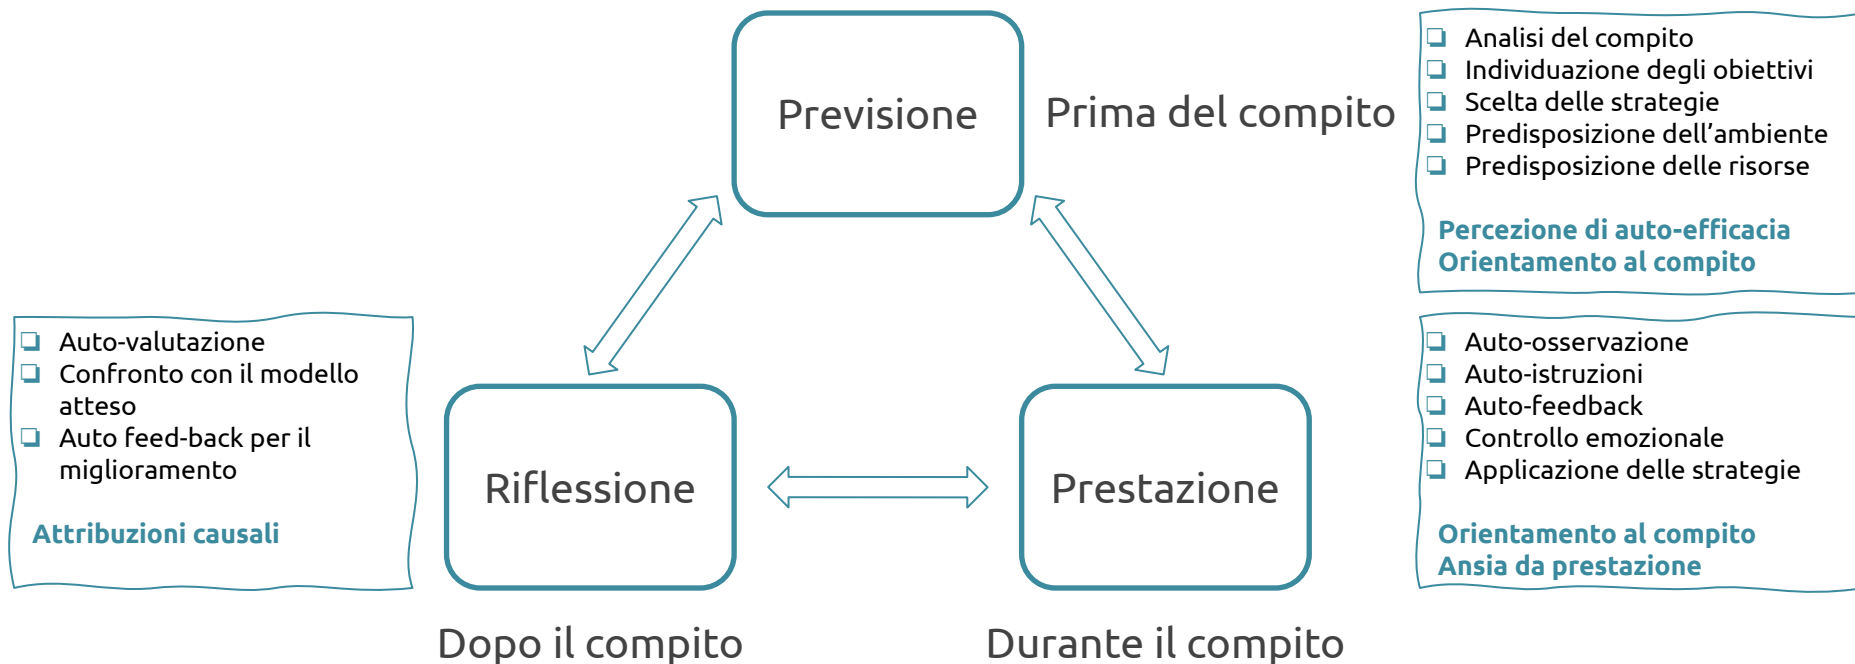 Previsione
Prima del compito
Analisi del compito
Individuazione degli obiettivi
Scelta delle strategie
Predisposizione dell'ambiente
Predisposizione delle risorse
Percezione di auto-efficacia
Orientamento al compito
Auto-valutazione
Confronto con il modello
atteso
Auto feed-back per il
miglioramento
Attribuzioni causali
Riflessione
Dopo il compito
Prestazione
Durante il compito
Auto-osservazione
Auto-istruzioni
Auto-feedback
Controllo emozionale
Applicazione delle strategie
Orientamento al compito
Ansia da prestazione